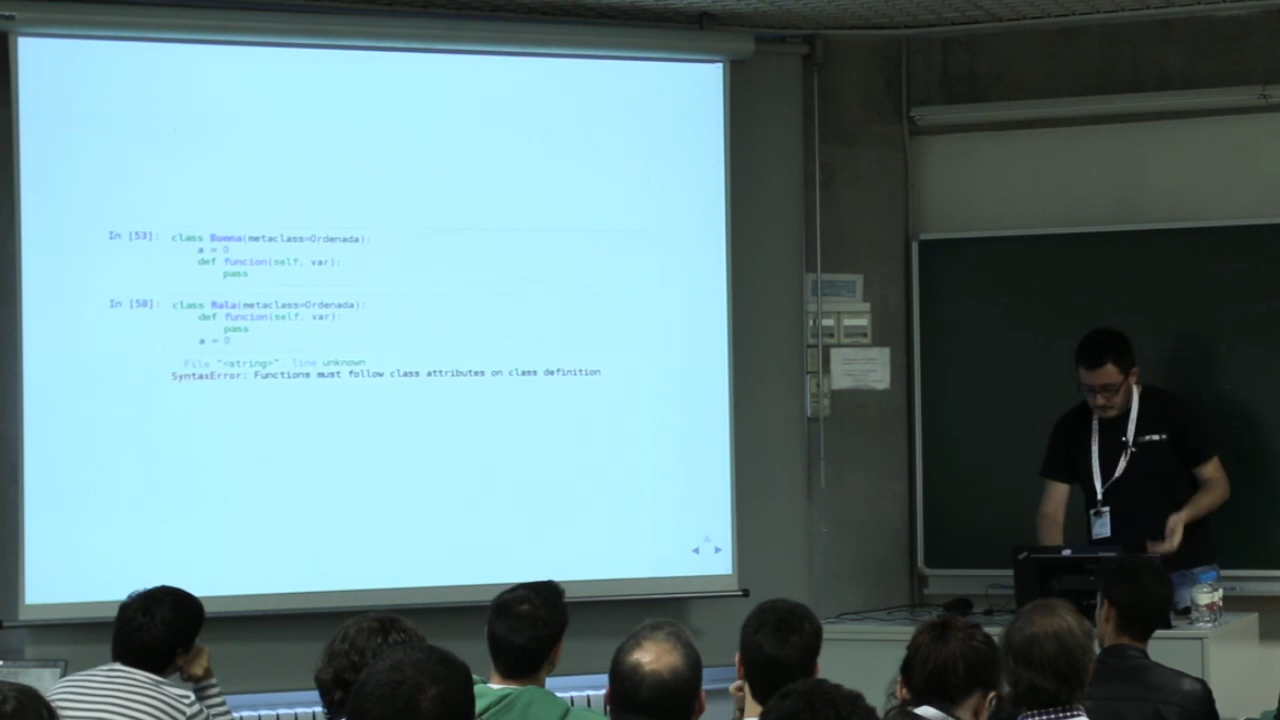 In [53]: class Buena(metaclass=Ordenada):
a = 0
def funcion(self, var):
pass
In [58]: class Mala(metaclass=Ordenada):
def funcion(self, var):
pass
a = 0
File "<string>", line unknown
SyntaxError: Functions must follow class attributes on class definition